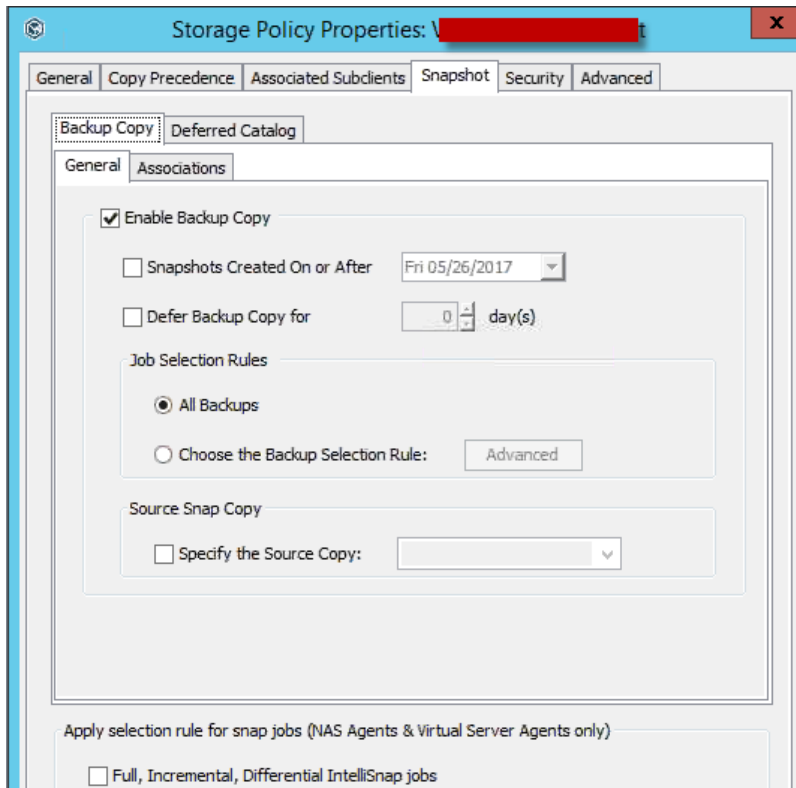 Storage Policy Properties: t
x
General Copy Precedence Associated Subclients Snapshot Security Advanced
Backup Copy Deferred Catalog
General Associations
Enable Backup Copy
Snapshots Created On or After Fri 05/26/2017
Defer Backup Copy for 0 day(s)
Job Selection Rules
All Backups
Choose the Backup Selection Rule: Advanced
Source Snap Copy
Specify the Source Copy:
Apply selection rule for snap jobs (NAS Agents & Virtual Server Agents only)
Full, Incremental, Differential IntelliSnap jobs